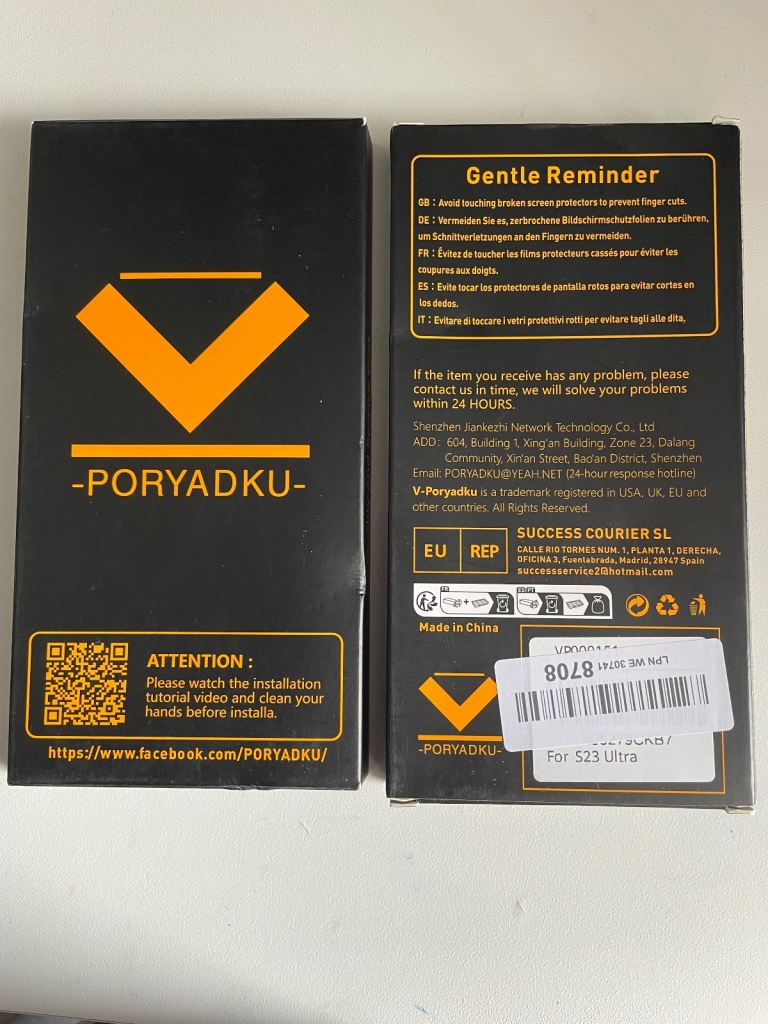 -PORYADKU-
ATTENTION :
Please watch the installation
tutorial video and clean your
hands before installa.
https://www.facebook.com/PORYADKU/
Gentle Reminder
GB : Avoid touching broken screen protectors to prevent finger cuts.
DE : Vermeiden Sie es, zerbrochene Bildschirmschutzfolien zu berühren,
um Schnittverletzungen an den Fingern zu vermeiden.
FR : Évitez de toucher les films protecteurs cassés pour éviter les
coupures aux doigts.
ES : Evite tocar los protectores de pantalla rotos para evitar cortes en
los dedos.
IT : Evitare di toccare i vetri protettivi rotti per evitare tagli alle dita,
If the item you receive has any problem, please
contact us in time, we will solve your problems
within 24 HOURS.
Shenzhen Jiankezhi Network Technology Co., Ltd
ADD: 604, Building 1, Xing'an Building, Zone 23, Dalang
Community, Xin'an Street, Bao'an District, Shenzhen
Email: PORYADKU@YEAH.NET (24-hour response hotline)
V-Poryadku is a trademark registered in USA, UK, EU and
other countries. All Rights Reserved.
EU REP
SUCCESS COURIER SL
CALLE RIO TORMES NUM. 1, PLANTA 1, DERECHA,
OFICINA 3, Fuenlabrada, Madrid, 28947 Spain
successservice2@hotmail.com
FR
ES/PT
Made in China
LPN WE 30741 8708
-PORYADKU-
For S23 Ultra